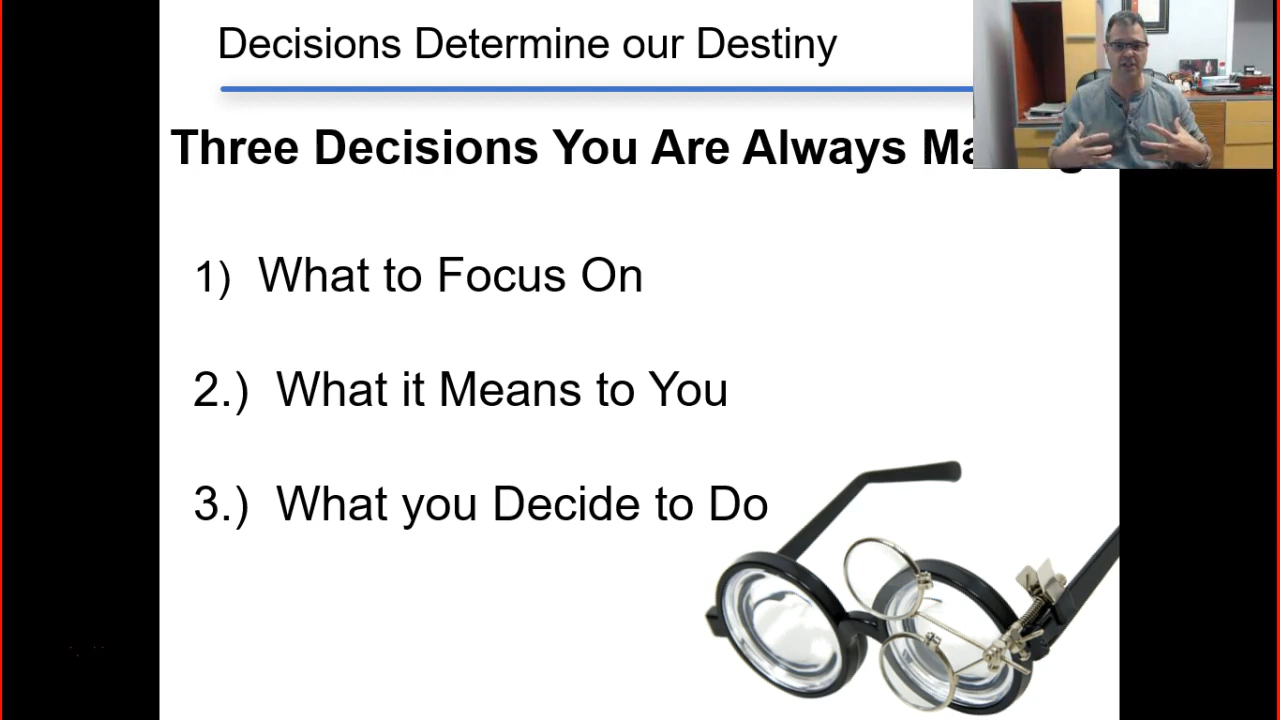 Decisions Determine our Destiny
Three Decisions You Are Always
1) What to Focus On
2.) What it Means to You
3.) What you Decide to Do